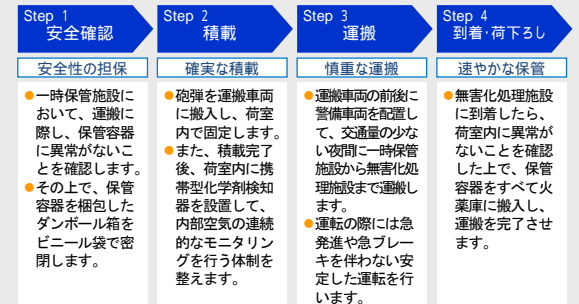 Step 1
安全確認
安全性の担保
●一時保管施設に
おいて、運搬に
際し、保管容器
に異常がないこ
とを確認します。
●その上で、保管
容器を梱包した
ダンボール箱を
ビニール袋で密
閉します。
Step 2
積載
確実な積載
●砲弾を運搬車両
に搬入し、荷室
内で固定します。
●また、積載完了
後、荷室内に携
帯型化学剤検知
器を設置して、
内部空気の連続
的なモニタリン
グを行う体制を
整えます。
Step 3
運搬
慎重な運搬
●運搬車両の前後に
警備車両を配置し
て、交通量の少な
い夜間に一時保管
施設から無害化処
理施設まで運搬し
ます。
●運転の際には急
発進や急ブレー
キを伴わない安
定した運転を行
います。
Step 4
到着・荷下ろし
速やかな保管
●無害化処理施設
に到着したら、
荷室内に異常が
ないことを確認
した上で、保管
容器をすべて火
薬庫に搬入し、
運搬を完了させ
ます。